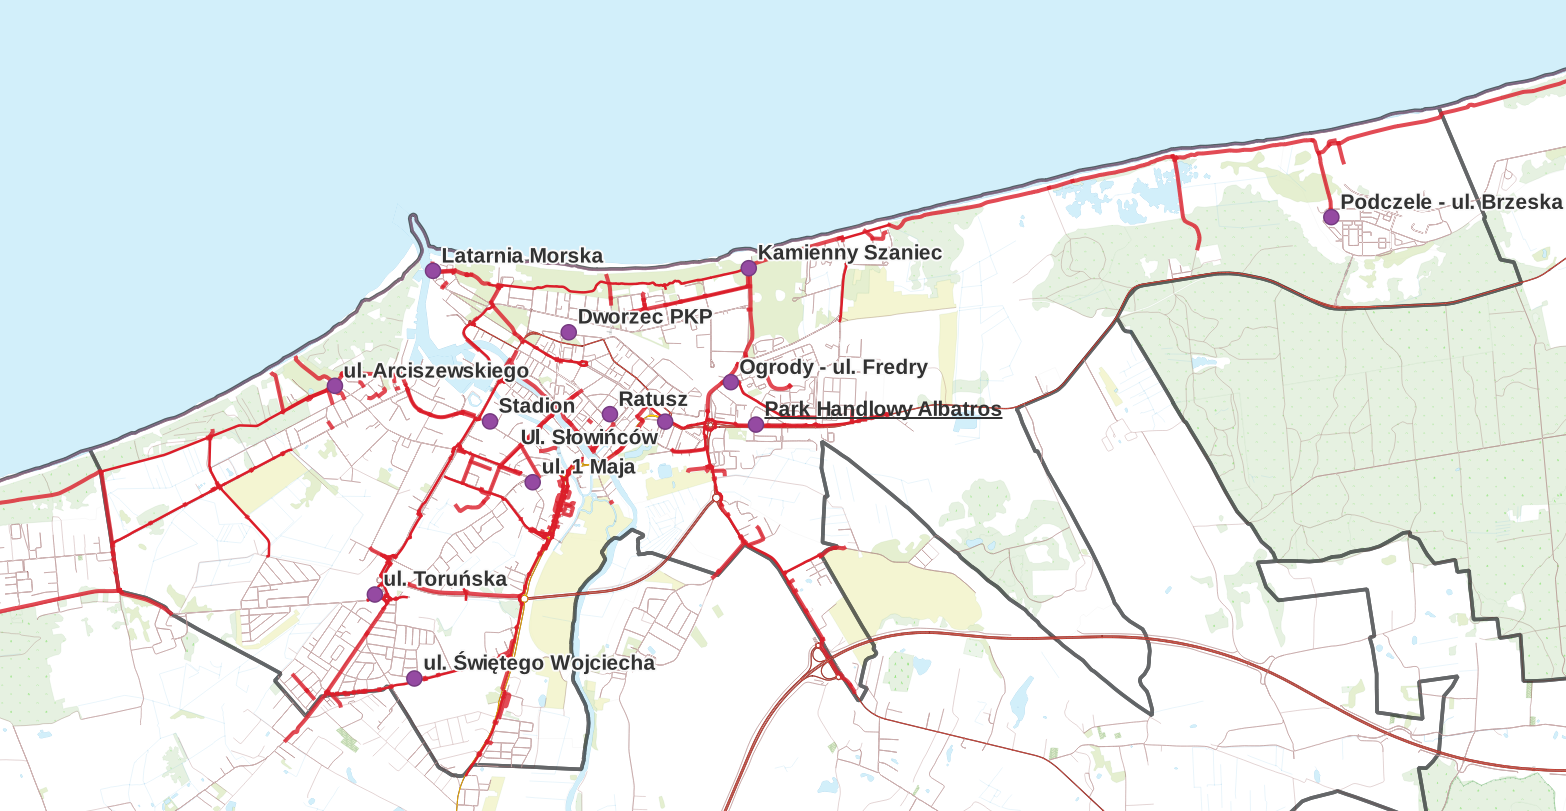 Podczele - ul. Brzeska
Latarnia Morska
Kamienny Szaniec
Dworzec PKP
ul. Arciszewskiego
Ogrody - ul. Fredry
Stadion
Ratusz
Park Handlowy Albatros
Ul. Słowińców
ul. 1 Maja
ul. Toruńska
ul. Świętego Wojciecha